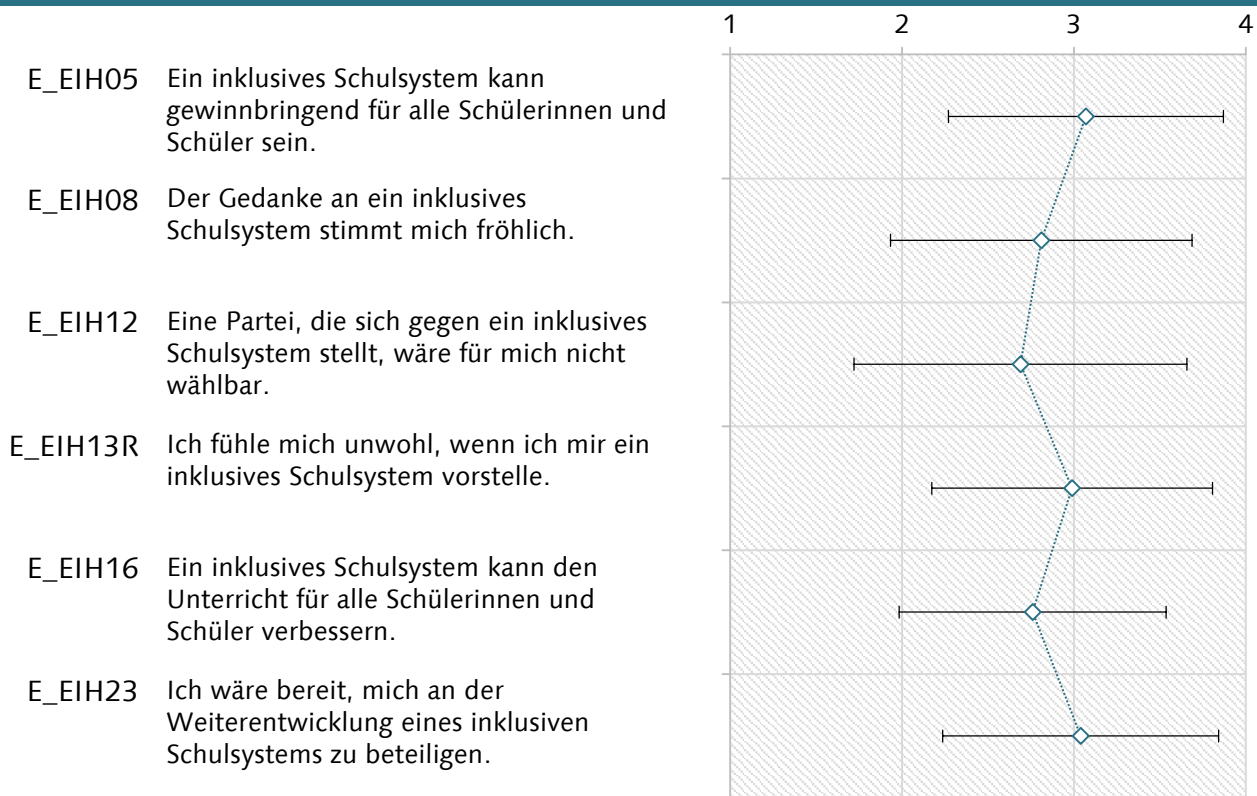 1 2 3 4
E_EIH05 Ein inklusives Schulsystem kann
gewinnbringend für alle Schülerinnen und
Schüler sein.
E_EIH08 Der Gedanke an ein inklusives
Schulsystem stimmt mich fröhlich.
E_EIH12 Eine Partei, die sich gegen ein inklusives
Schulsystem stellt, wäre für mich nicht
wählbar.
E_EIH13R Ich fühle mich unwohl, wenn ich mir ein
inklusives Schulsystem vorstelle.
E_EIH16 Ein inklusives Schulsystem kann den
Unterricht für alle Schülerinnen und
Schüler verbessern.
E_EIH23 Ich wäre bereit, mich an der
Weiterentwicklung eines inklusiven
Schulsystems zu beteiligen.